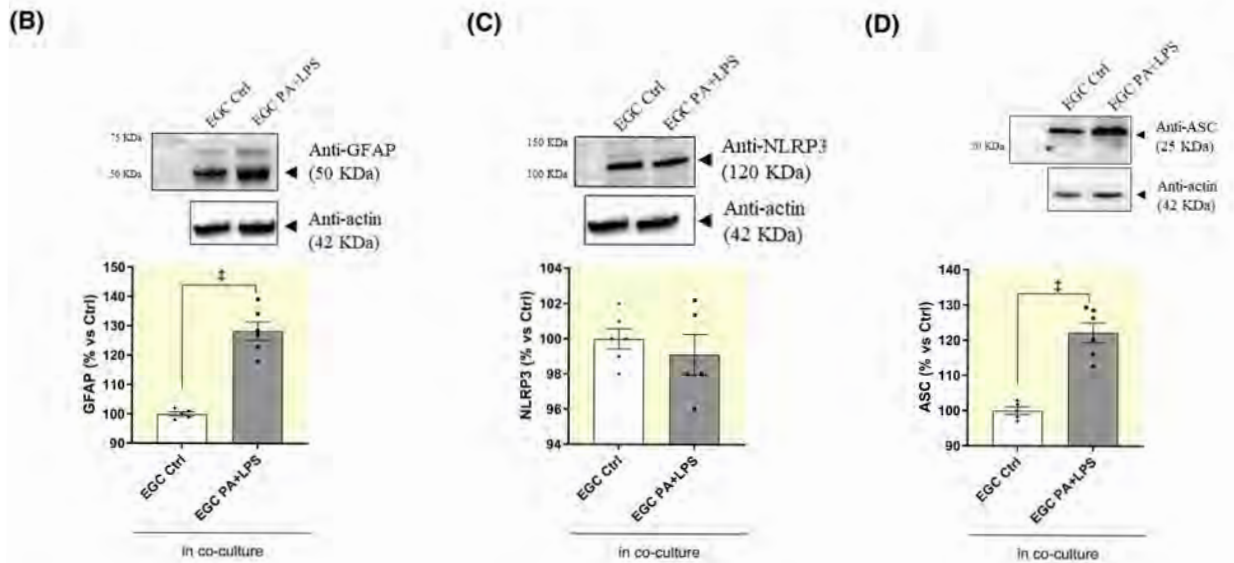 (B)
EGC Ctrl
EGC PA+LPS
75 KDa
50 KDa
Anti-GFAP
(50 KDa)
Anti-actin
(42 KDa)
GFAP (% vs Ctrl)
150
140
130
120
110
100
90
‡
EGC Ctrl
EGC PA+LPS
in co-culture
(C)
EGC Ctrl
EGC PA+LPS
150 KDa
100 KDa
Anti-NLRP3
(120 KDa)
Anti-actin
(42 KDa)
NLRP3 (% vs Ctrl)
104
102
100
98
96
94
EGC Ctrl
EGC PA+LPS
in co-culture
(D)
EGC Ctrl
EGC PA+LPS
20 KDa
Anti-ASC
(25 KDa)
Anti-actin
(42 KDa)
ASC (% vs Ctrl)
140
130
120
110
100
90
‡
EGC Ctrl
EGC PA+LPS
in co-culture